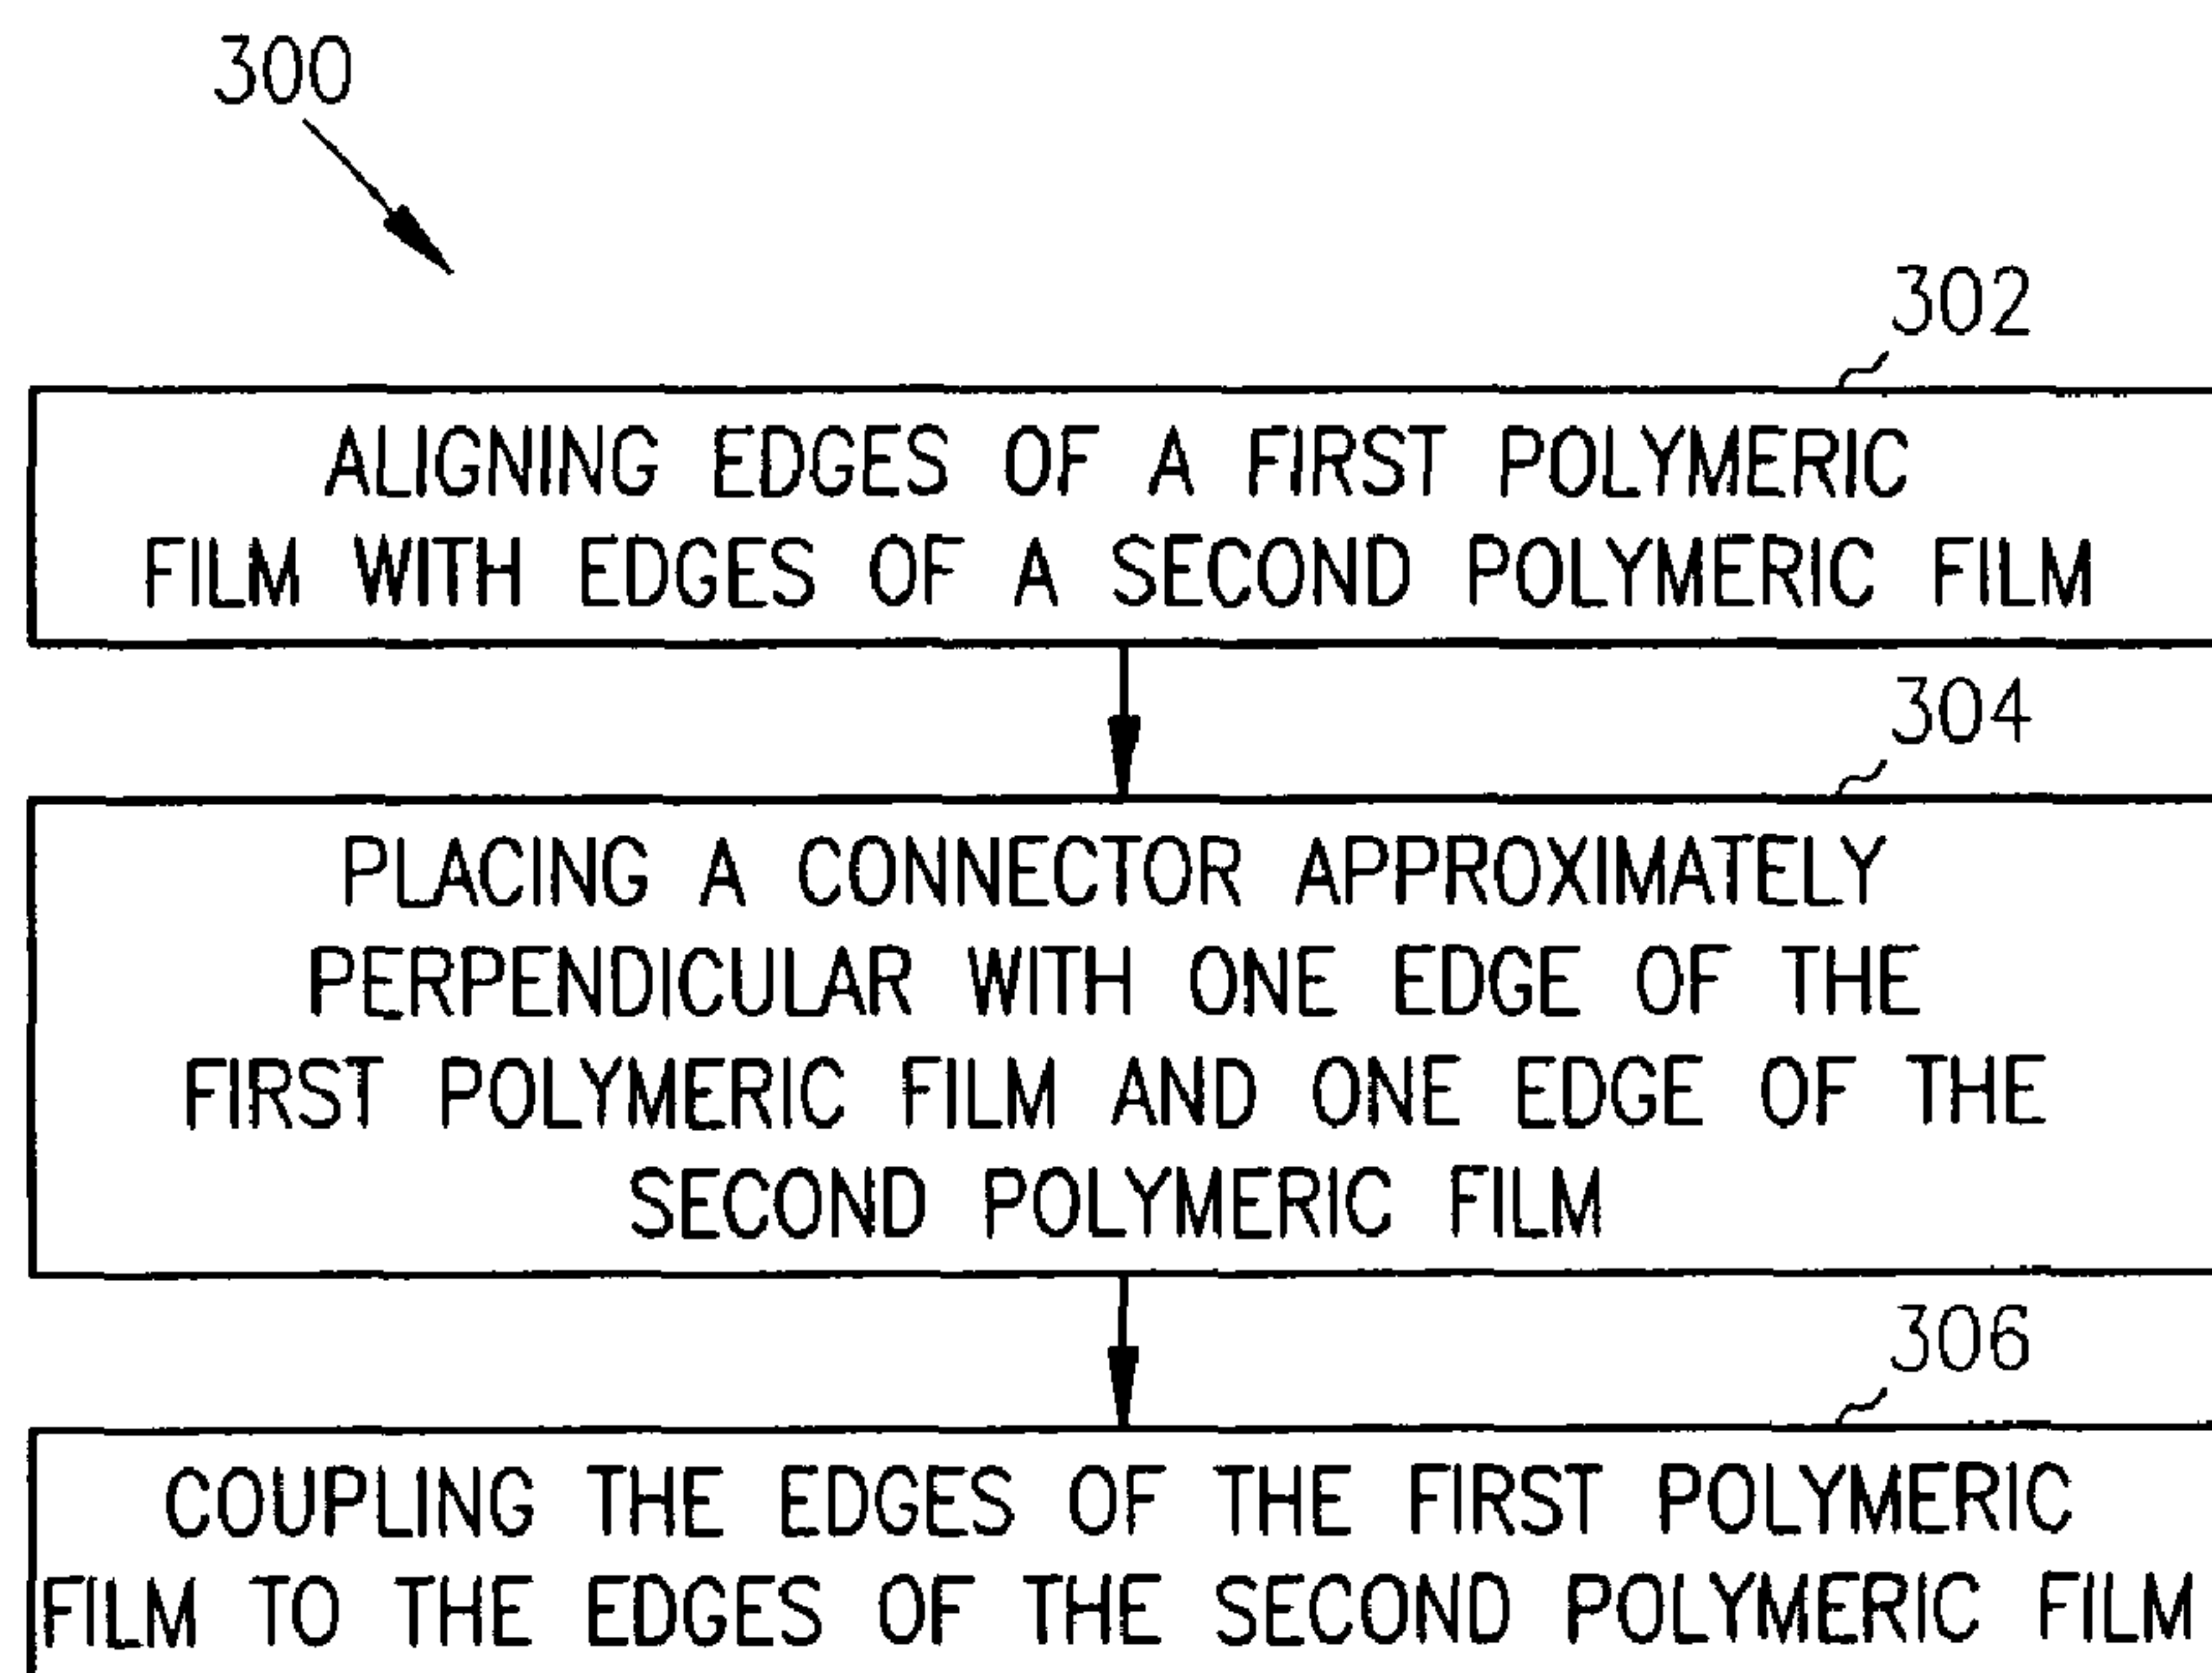 300
302
ALIGNING EDGES OF A FIRST POLYMERIC
FILM WITH EDGES OF A SECOND POLYMERIC FILM
304
PLACING A CONNECTOR APPROXIMATELY
PERPENDICULAR WITH ONE EDGE OF THE
FIRST POLYMERIC FILM AND ONE EDGE OF THE
SECOND POLYMERIC FILM
306
COUPLING THE EDGES OF THE FIRST POLYMERIC
FILM TO THE EDGES OF THE SECOND POLYMERIC FILM